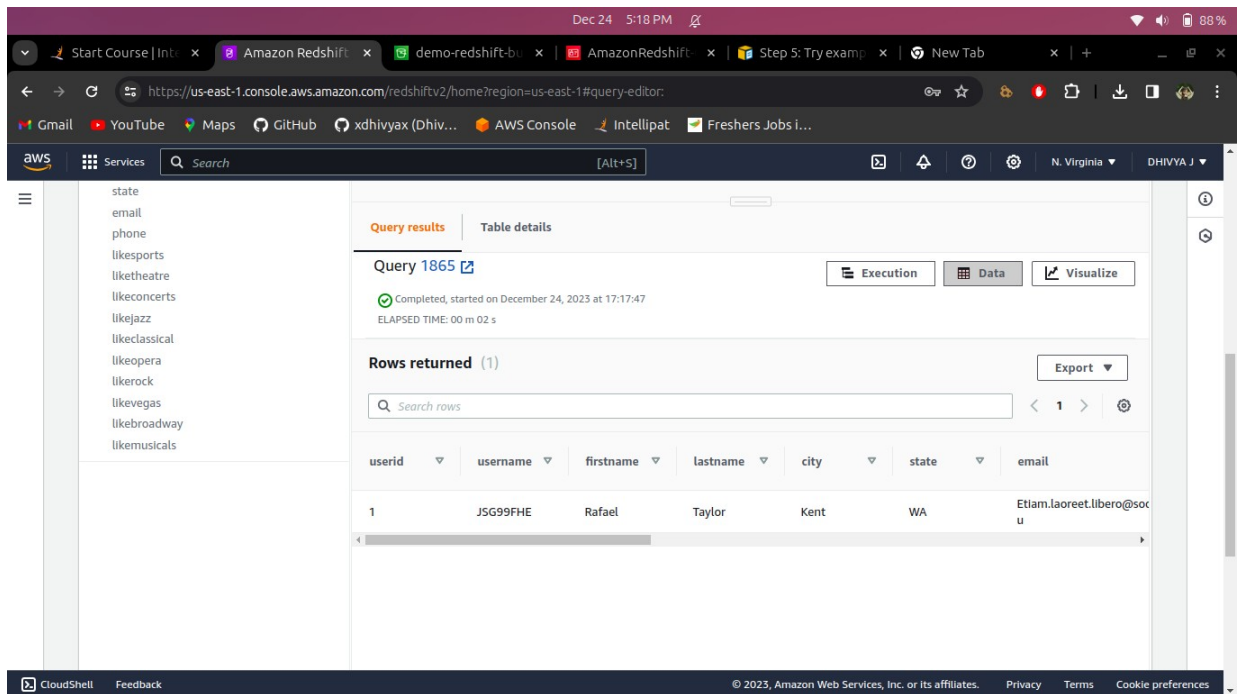 Dec 24 5:18 PM 88%
Start Course | Inte Amazon Redshift demo-redshift-bu AmazonRedshift- Step 5: Try examp New Tab
https://us-east-1.console.aws.amazon.com/redshiftv2/home?region=us-east-1#query-editor:
Gmail YouTube Maps GitHub xdhivyax (Dhiv... AWS Console Intellipat Freshers Jobs i...
aws Services Search [Alt+S] N. Virginia DHIVYA J
state
email
phone
likesports
liketheatre
likeconcerts
likejazz
likeclassical
likeopera
likerock
likevegas
likebroadway
likemusicals
Query results Table details
Query 1865
Execution Data Visualize
Completed, started on December 24, 2023 at 17:17:47
ELAPSED TIME: 00 m 02 s
Rows returned (1)
Export
Search rows
1
userid username firstname lastname city state email
1 JSG99FHE Rafael Taylor Kent WA Etiam.laoreet.libero@soc
u
CloudShell Feedback © 2023, Amazon Web Services, Inc. or its affiliates. Privacy Terms Cookie preferences